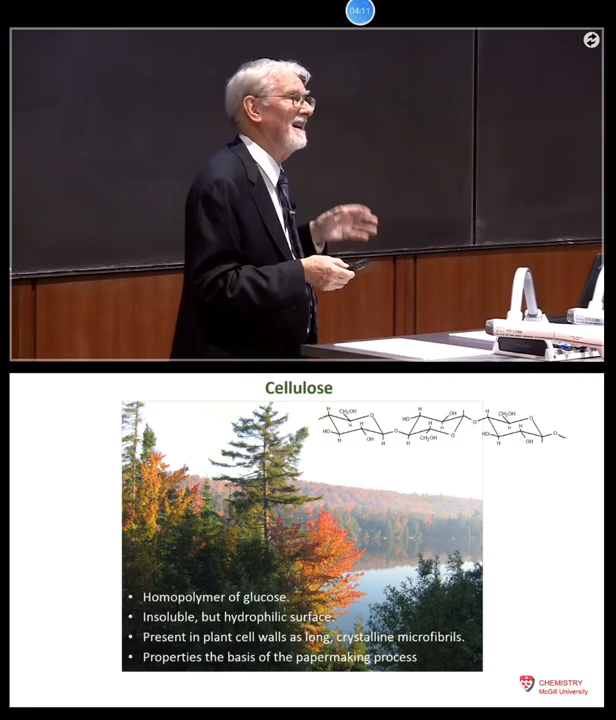 04:11
Cellulose
• Homopolymer of glucose.
• Insoluble, but hydrophilic surface.
• Present in plant cell walls as long, crystalline microfibrils.
• Properties the basis of the papermaking process
CHEMISTRY
McGill University